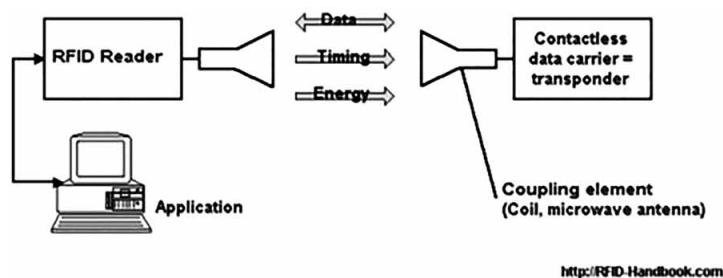 Data
RFID Reader
Timing
Energy
Contactless
data carrier =
transponder
Application
Coupling element
(Coil, microwave antenna)
http://RFID-Handbook.com